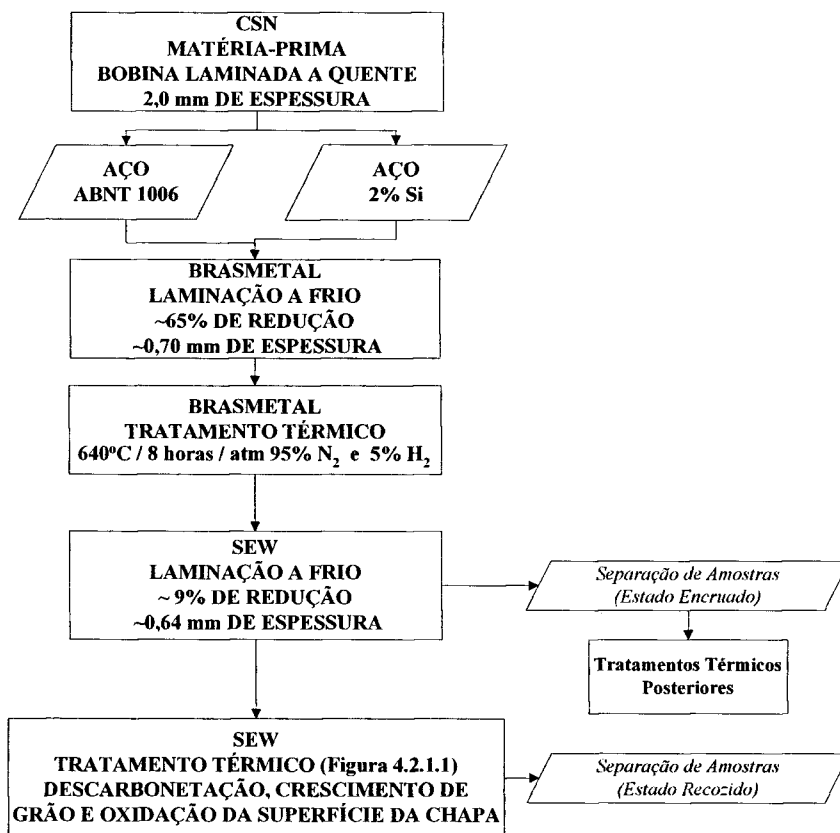 CSN
MATÉRIA-PRIMA
BOBINA LAMINADA A QUENTE
2,0 mm DE ESPESSURA
AÇO
ABNT 1006
AÇO
2% Si
BRASMETAL
LAMINAÇÃO A FRIO
~65% DE REDUÇÃO
~0,70 mm DE ESPESSURA
BRASMETAL
TRATAMENTO TÉRMICO
640ºC / 8 horas / atm 95% N₂ e 5% H₂
SEW
LAMINAÇÃO A FRIO
~ 9% DE REDUÇÃO
~0,64 mm DE ESPESSURA
Separação de Amostras
(Estado Encruado)
Tratamentos Térmicos
Posteriores
SEW
TRATAMENTO TÉRMICO (Figura 4.2.1.1)
DESCARBONETAÇÃO, CRESCIMENTO DE
GRÃO E OXIDAÇÃO DA SUPERFÍCIE DA CHAPA
Separação de Amostras
(Estado Recozido)